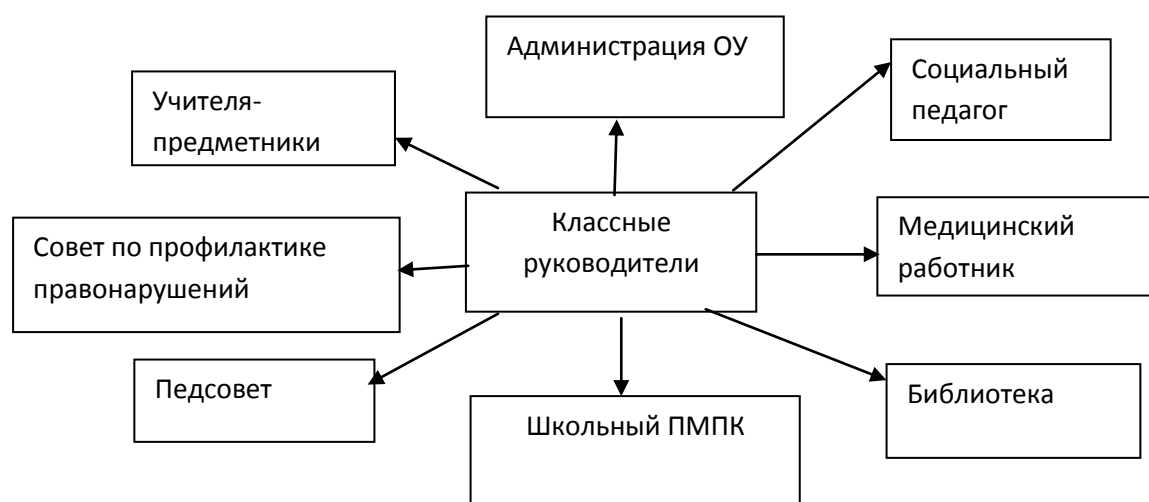 Администрация ОУ
Социальный
педагог
Учителя-
предметники
Классные
руководители
Медицинский
работник
Совет по профилактике
правонарушений
Педсовет
Школьный ПМПК
Библиотека